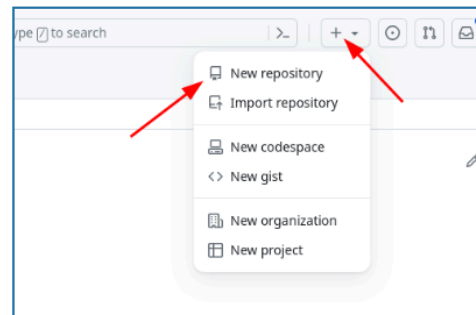 ype / to search
New repository
Import repository
New codespace
New gist
New organization
New project